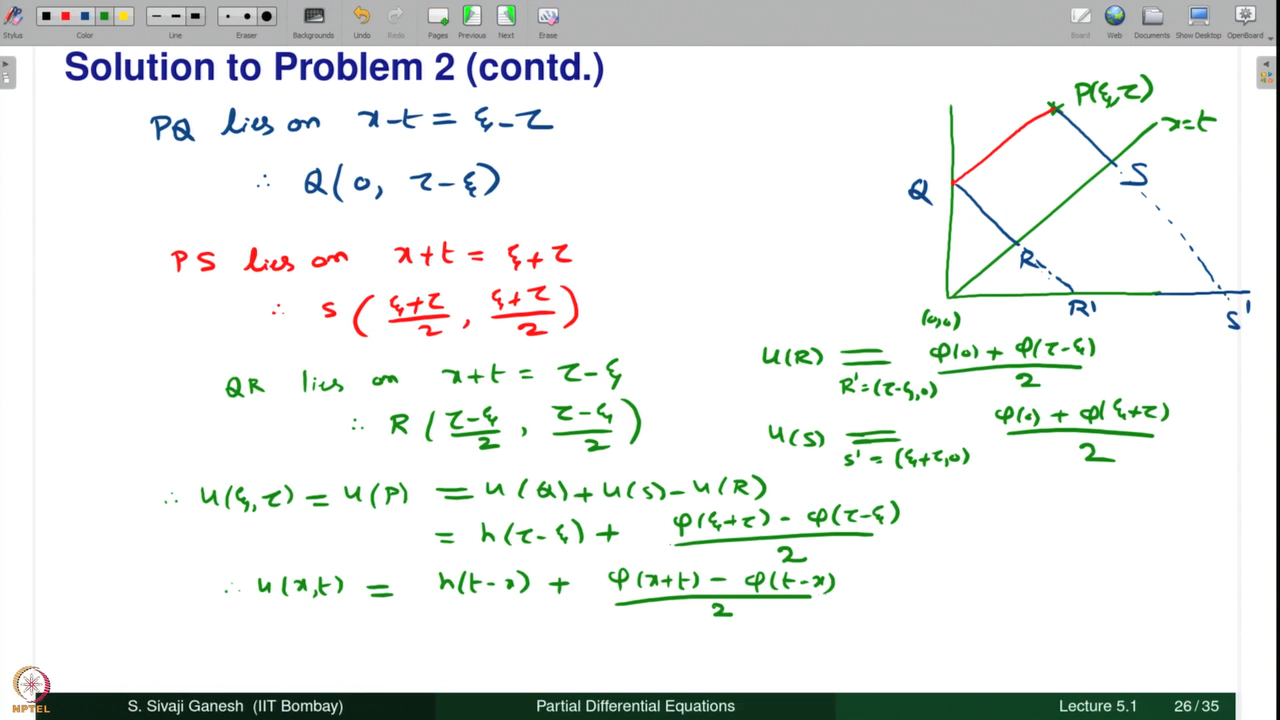 Stylus Color Line Eraser Backgrounds Undo Redo Pages Previous Next Erase Board Web Documents Show Desktop OpenBoard
Solution to Problem 2 (contd.)
PQ lies on x-t = ξ-τ
∴ Q(0, τ-ξ)
PS lies on x+t = ξ+τ
∴ S((ξ+τ)/2, (ξ+τ)/2)
QR lies on x+t = τ-ξ
∴ R((τ-ξ)/2, (τ-ξ)/2)
∴ u(ξ,τ) = u(P) = u(Q)+u(S)-u(R)
= h(τ-ξ) + (φ(ξ+τ) - φ(τ-ξ))/2
∴ u(x,t) = h(t-x) + (φ(x+t) - φ(t-x))/2
P(ξ,τ)
x=t
Q
S
R
R'
S'
(0,0)
u(R) = (φ(0) + φ(τ-ξ))/2
R'=(τ-ξ,0)
u(S) = (φ(0) + φ(ξ+τ))/2
S' = (ξ+τ,0)
NPTEL
S. Sivaji Ganesh (IIT Bombay) Partial Differential Equations Lecture 5.1 26/35